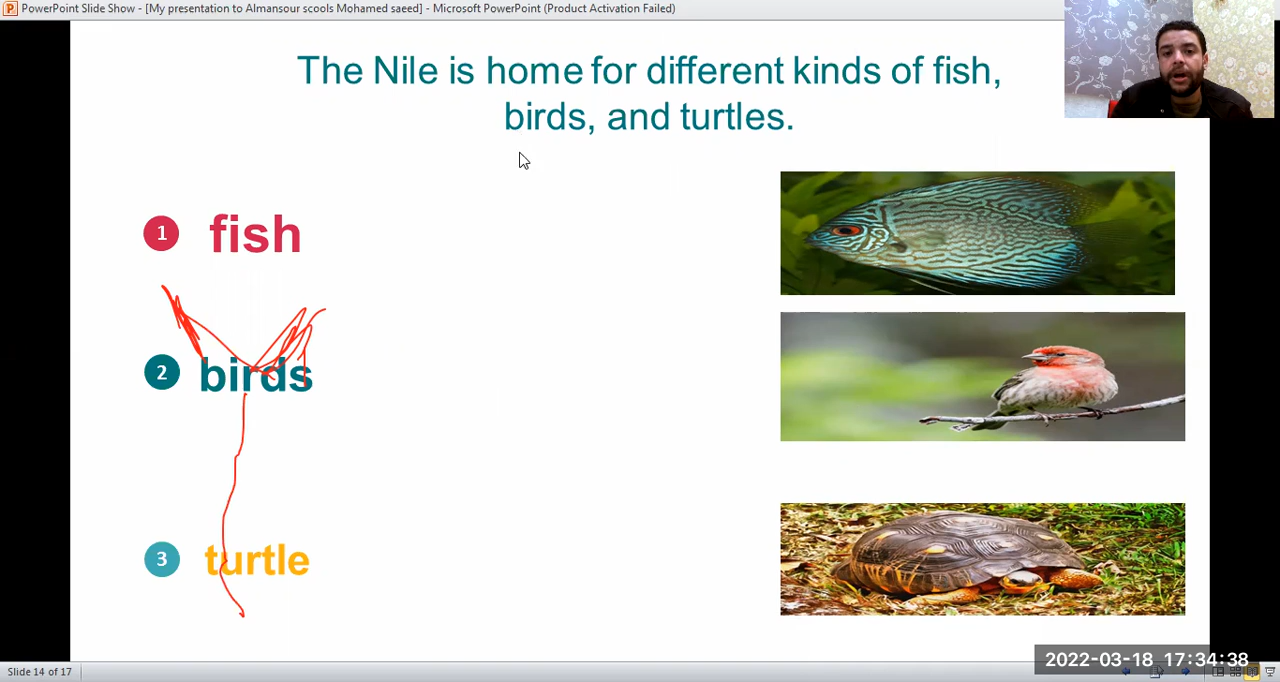 PowerPoint Slide Show - [My presentation to Almansour scools Mohamed saeed] - Microsoft PowerPoint (Product Activation Failed)
The Nile is home for different kinds of fish,
birds, and turtles.
1 fish
2 birds
3 turtle
2022-03-18 17:34:38
Slide 14 of 17